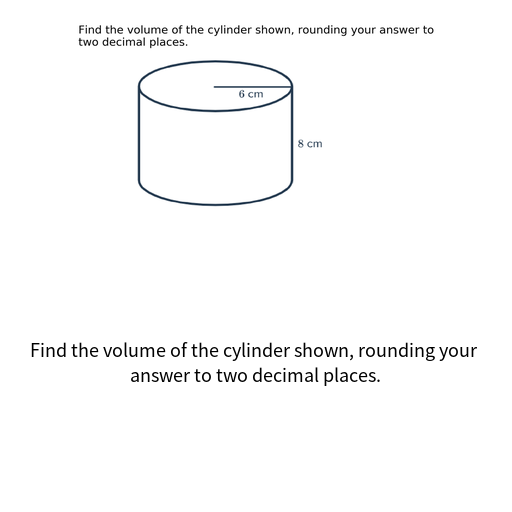 Find the volume of the cylinder shown, rounding your answer to
two decimal places.
6 cm
8 cm
Find the volume of the cylinder shown, rounding your
answer to two decimal places.